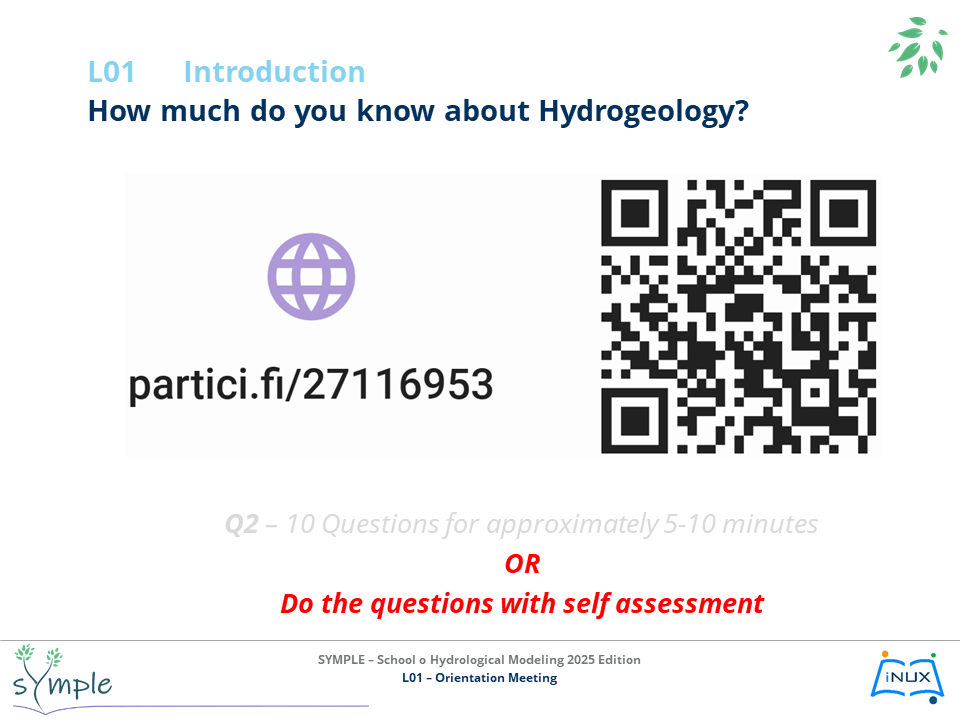 L01 Introduction
How much do you know about Hydrogeology?
partici.fi/27116953
Q2 – 10 Questions for approximately 5-10 minutes
OR
Do the questions with self assessment
SYMPLE – School o Hydrological Modeling 2025 Edition
L01 – Orientation Meeting
sYmple
iNUX